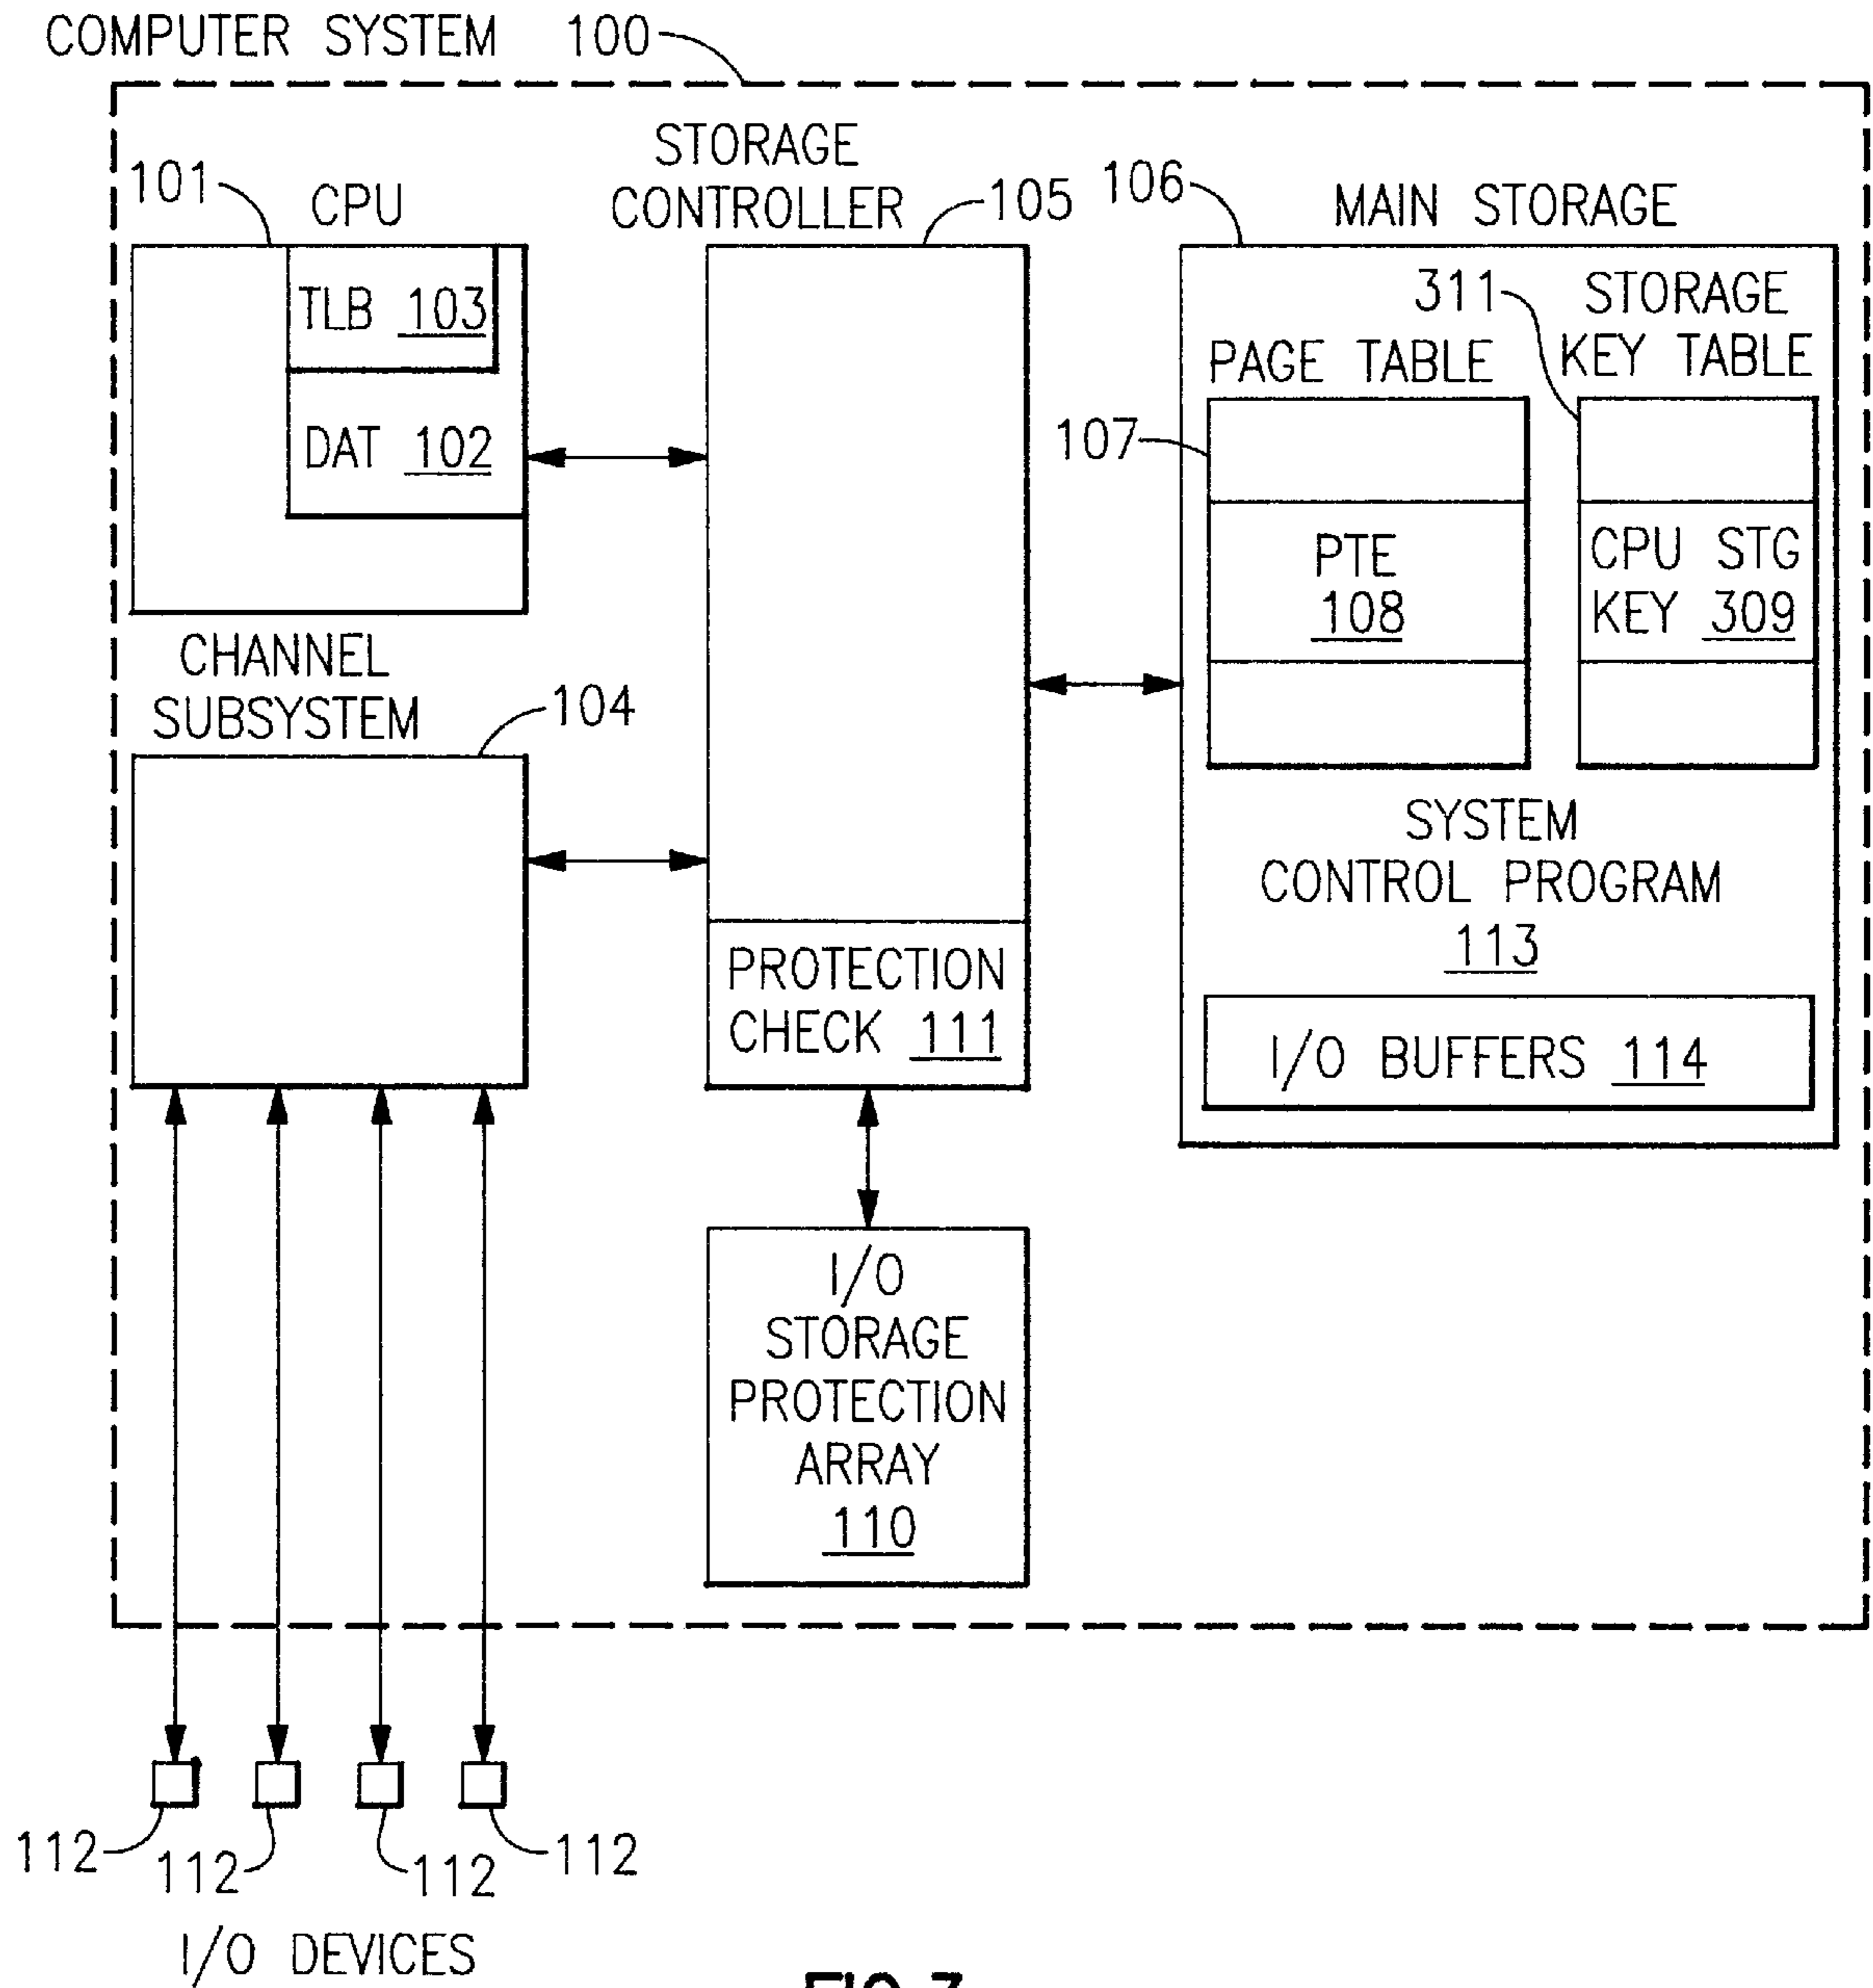 COMPUTER SYSTEM 100
STORAGE
CONTROLLER
105
101
CPU
TLB 103
DAT 102
106
MAIN STORAGE
311
STORAGE
KEY TABLE
PAGE TABLE
107
PTE
108
CPU STG
KEY 309
CHANNEL
SUBSYSTEM
104
SYSTEM
CONTROL PROGRAM
113
PROTECTION
CHECK 111
I/O BUFFERS 114
I/O
STORAGE
PROTECTION
ARRAY
110
112
112
112
112
I/O DEVICES